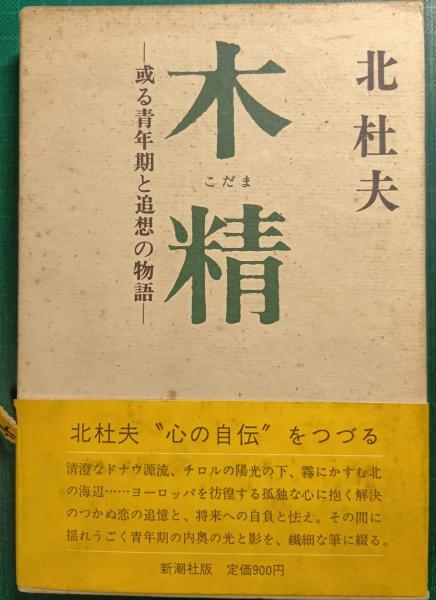 北杜夫
木精
こだま
―或る青年期と追想の物語―
北杜夫〝心の自伝〟をつづる
清澄なドナウ源流、チロルの陽光の下、霧にかすむ北
の海辺……ヨーロッパを彷徨する孤独な心に抱く解決
のつかぬ恋の追憶と、将来への自負と怯え。その間に
揺れうごく青年期の内奥の光と影を、繊細な筆に綴る。
新潮社版 定価900円